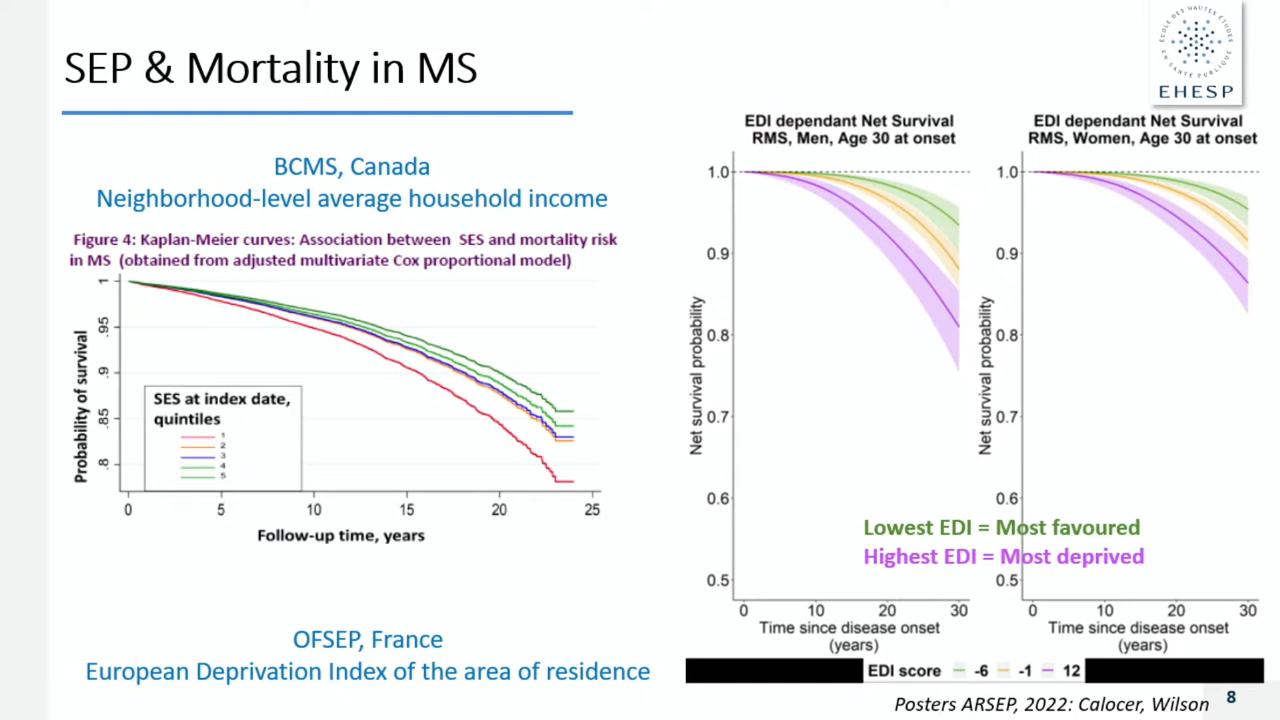 SEP & Mortality in MS
ÉCOLE DES HAUTES ÉTUDES
EN SANTÉ PUBLIQUE
EHESP
BCMS, Canada
Neighborhood-level average household income
Figure 4: Kaplan-Meier curves: Association between SES and mortality risk
in MS (obtained from adjusted multivariate Cox proportional model)
Probability of survival
1
.95
.9
.85
.8
SES at index date,
quintiles
1
2
3
4
5
0 5 10 15 20 25
Follow-up time, years
OFSEP, France
European Deprivation Index of the area of residence
EDI dependant Net Survival
RMS, Men, Age 30 at onset
Net survival probability
1.0
0.9
0.8
0.7
0.6
0.5
0 10 20 30
Time since disease onset
(years)
EDI dependant Net Survival
RMS, Women, Age 30 at onset
Net survival probability
1.0
0.9
0.8
0.7
0.6
0.5
0 10 20 30
Time since disease onset
(years)
Lowest EDI = Most favoured
Highest EDI = Most deprived
EDI score -6 -1 12
Posters ARSEP, 2022: Calocer, Wilson
8